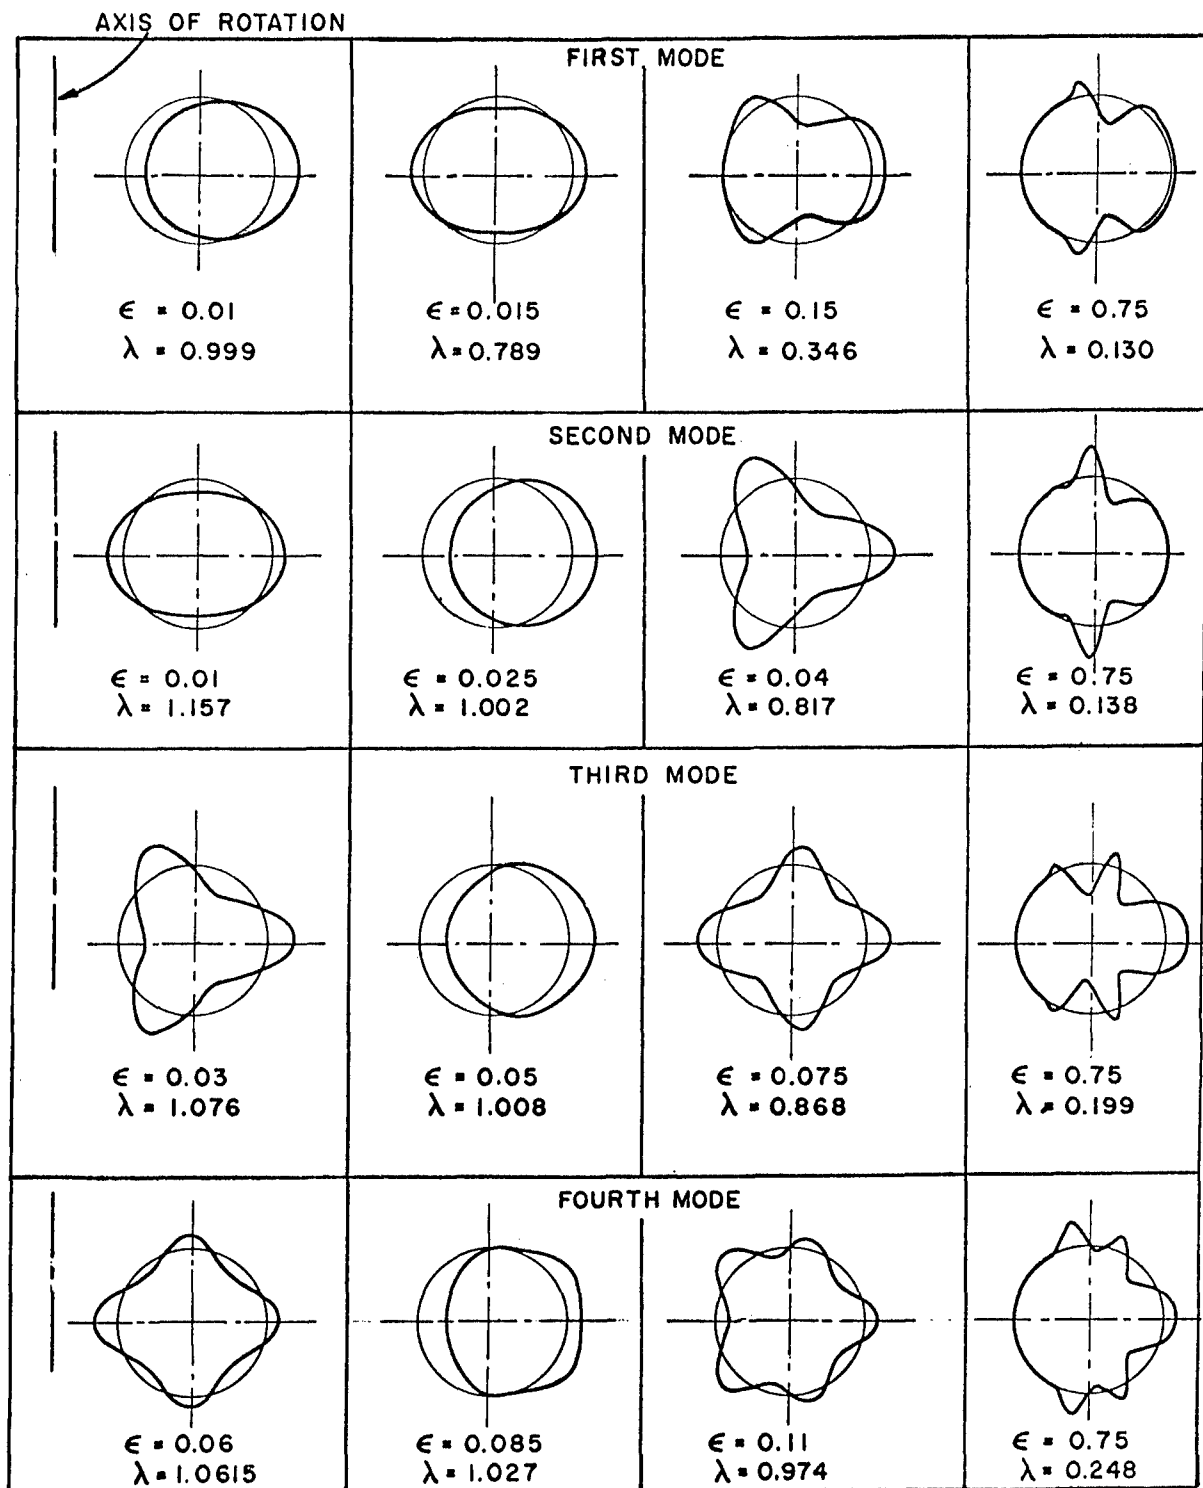 AXIS OF ROTATION
FIRST MODE
ϵ = 0.01
λ = 0.999
ϵ = 0.015
λ = 0.789
ϵ = 0.15
λ = 0.346
ϵ = 0.75
λ = 0.130
SECOND MODE
ϵ = 0.01
λ = 1.157
ϵ = 0.025
λ = 1.002
ϵ = 0.04
λ = 0.817
ϵ = 0.75
λ = 0.138
THIRD MODE
ϵ = 0.03
λ = 1.076
ϵ = 0.05
λ = 1.008
ϵ = 0.075
λ = 0.868
ϵ = 0.75
λ = 0.199
FOURTH MODE
ϵ = 0.06
λ = 1.0615
ϵ = 0.085
λ = 1.027
ϵ = 0.11
λ = 0.974
ϵ = 0.75
λ = 0.248